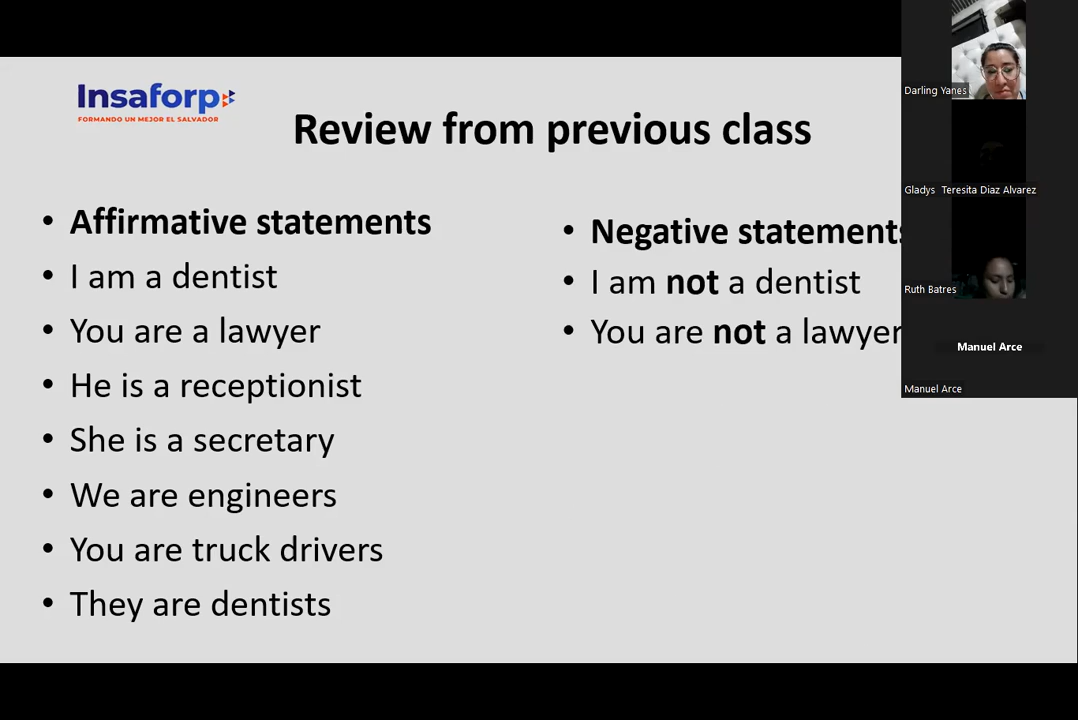 Insaforp
FORMANDO UN MEJOR EL SALVADOR
Review from previous class
• Affirmative statements
• I am a dentist
• You are a lawyer
• He is a receptionist
• She is a secretary
• We are engineers
• You are truck drivers
• They are dentists
• Negative statements
• I am not a dentist
• You are not a lawyer
Darling Yanes
Gladys Teresita Diaz Alvarez
Ruth Batres
Manuel Arce
Manuel Arce